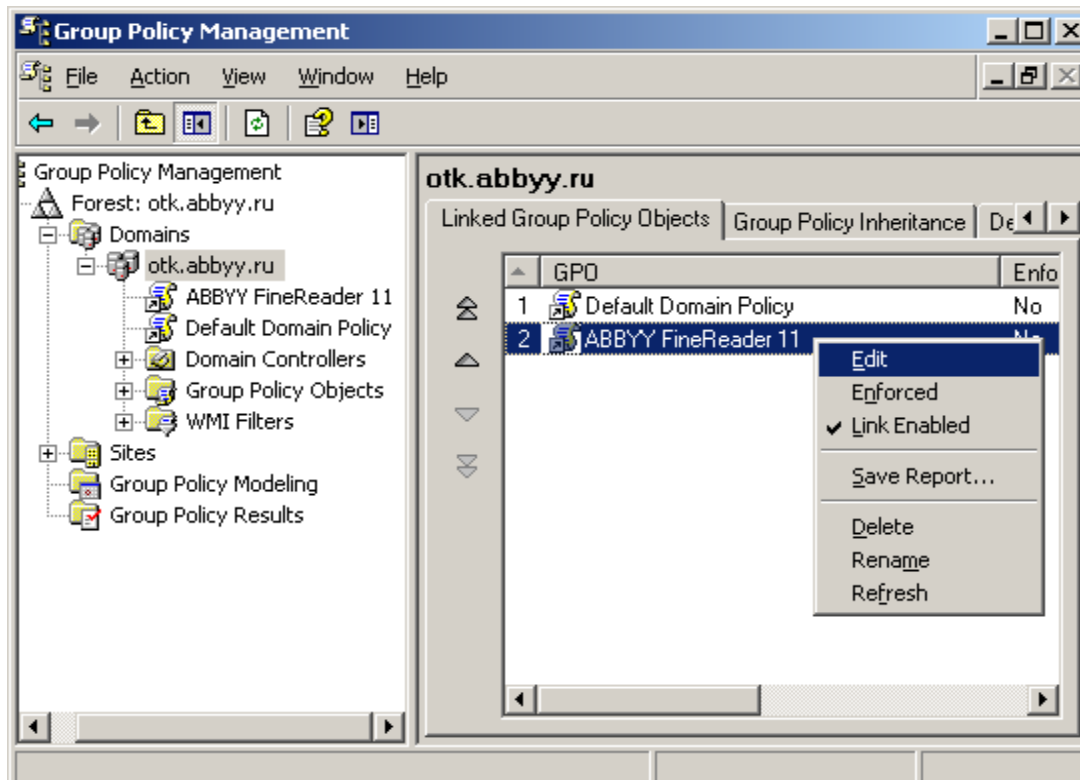 Group Policy Management
File Action View Window Help
Group Policy Management
Forest: otk.abbyy.ru
Domains
otk.abbyy.ru
ABBYY FineReader 11
Default Domain Policy
Domain Controllers
Group Policy Objects
WMI Filters
Sites
Group Policy Modeling
Group Policy Results
otk.abbyy.ru
Linked Group Policy Objects Group Policy Inheritance De
GPO Enfo
1 Default Domain Policy No
2 ABBYY FineReader 11 No
Edit
Enforced
Link Enabled
Save Report...
Delete
Rename
Refresh